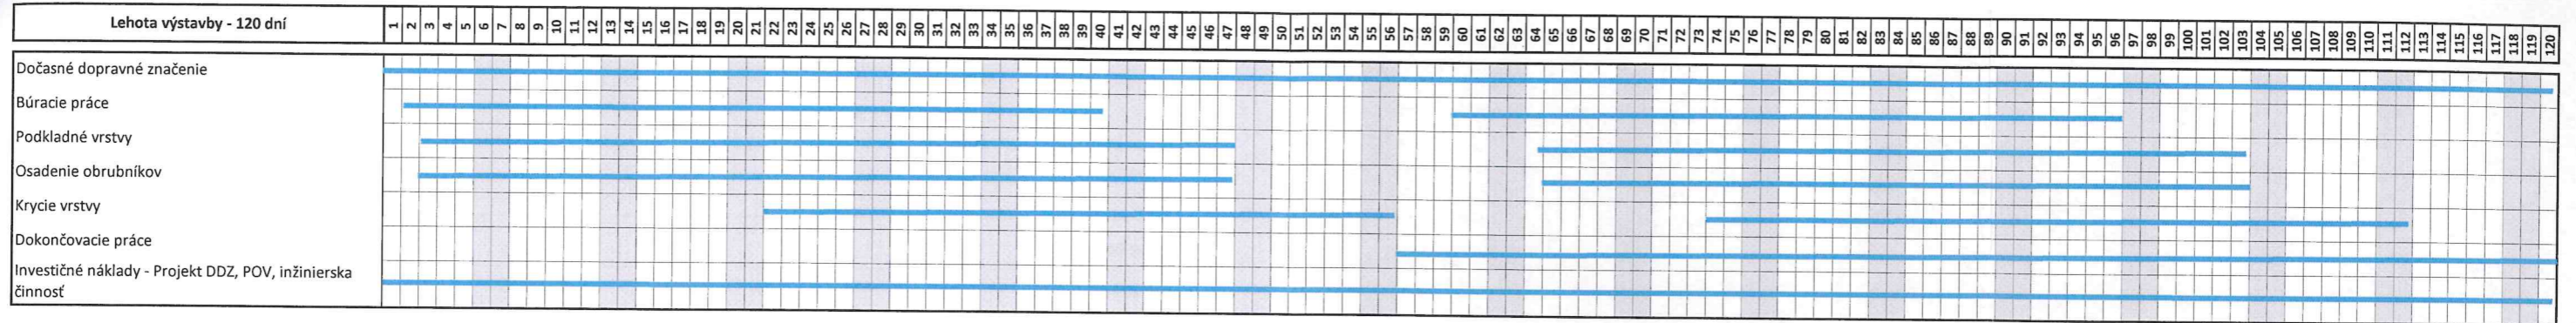 Lehota výstavby - 120 dní 1 2 3 4 5 6 7 8 9 10 11 12 13 14 15 16 17 18 19 20 21 22 23 24 25 26 27 28 29 30 31 32 33 34 35 36 37 38 39 40 41 42 43 44 45 46 47 48 49 50 51 52 53 54 55 56 57 58 59 60 61 62 63 64 65 66 67 68 69 70 71 72 73 74 75 76 77 78 79 80 81 82 83 84 85 86 87 88 89 90 91 92 93 94 95 96 97 98 99 100 101 102 103 104 105 106 107 108 109 110 111 112 113 114 115 116 117 118 119 120
Dočasné dopravné značenie
Búracie práce
Podkladné vrstvy
Osadenie obrubníkov
Krycie vrstvy
Dokončovacie práce
Investičné náklady - Projekt DDZ, POV, inžinierska
činnosť